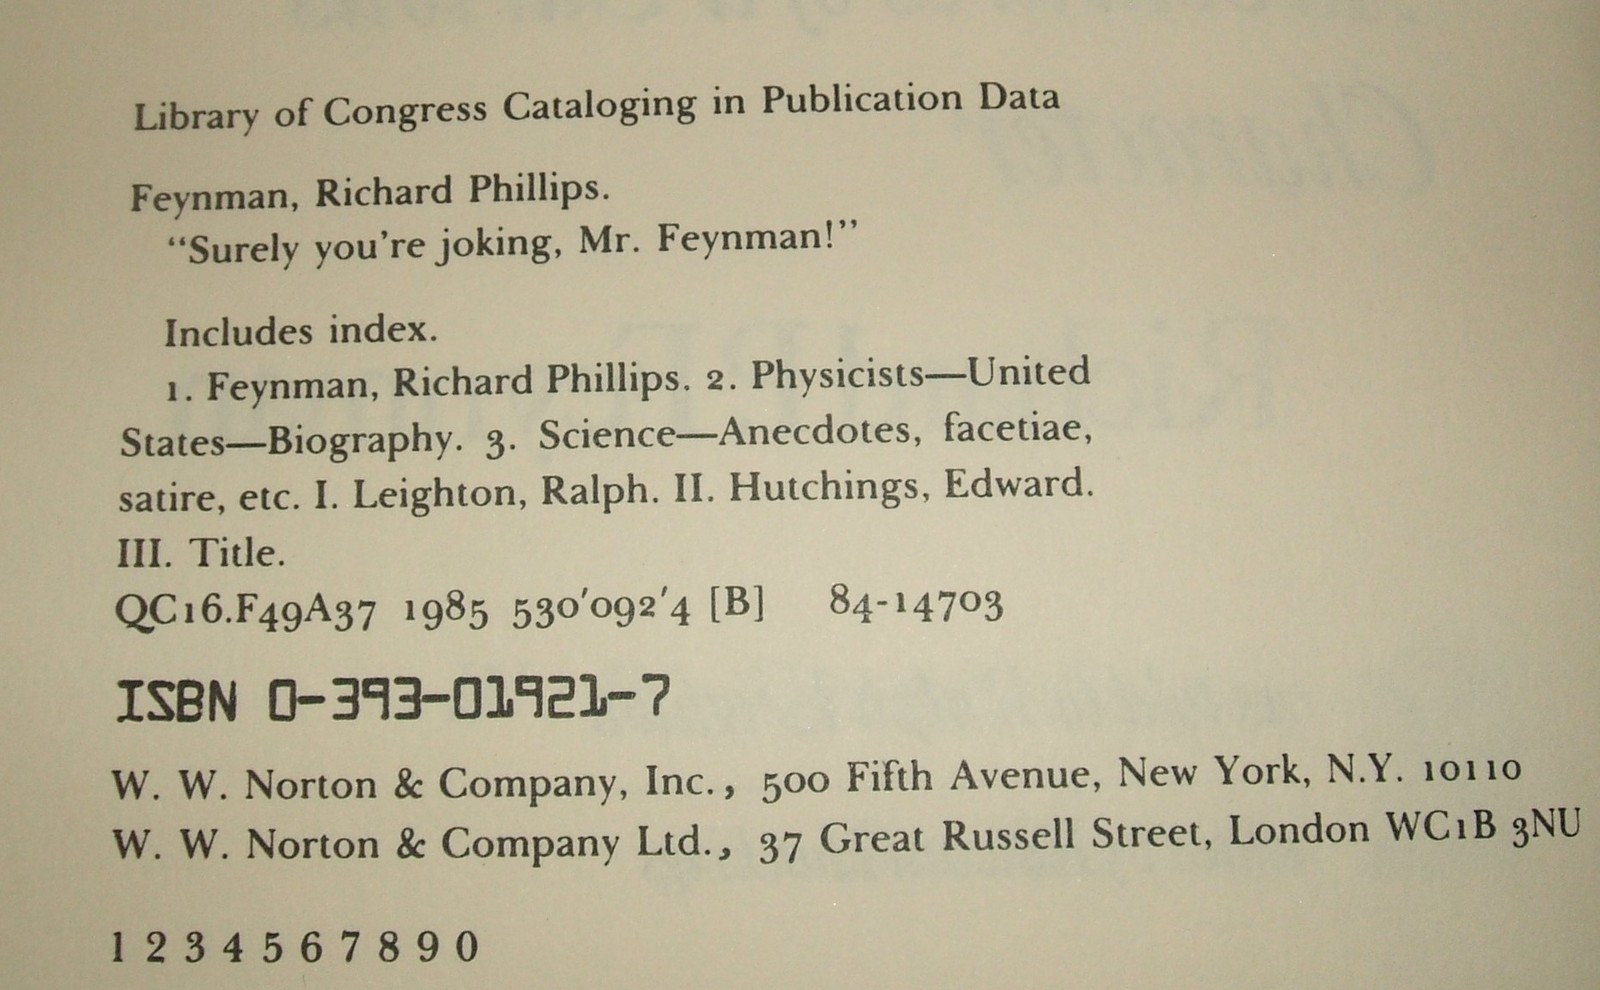 Library of Congress Cataloging in Publication Data
Feynman, Richard Phillips.
“Surely you're joking, Mr. Feynman!”
Includes index.
1. Feynman, Richard Phillips. 2. Physicists—United
States—Biography. 3. Science—Anecdotes, facetiae,
satire, etc. I. Leighton, Ralph. II. Hutchings, Edward.
III. Title.
QC16.F49A37 1985 530′092′4 [B] 84-14703
ISBN 0-393-01921-7
W. W. Norton & Company, Inc., 500 Fifth Avenue, New York, N.Y. 10110
W. W. Norton & Company Ltd., 37 Great Russell Street, London WC1B 3NU
1 2 3 4 5 6 7 8 9 0